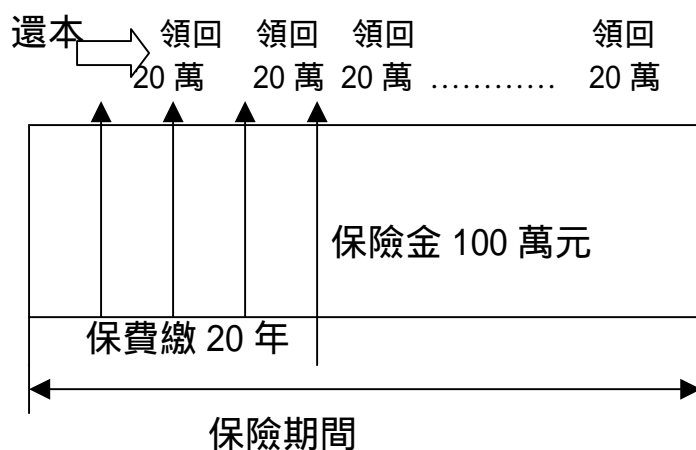 還本 領回 領回 領回 領回
20 萬 20 萬 20 萬 ………… 20 萬
保險金 100 萬元
保費繳 20 年
保險期間